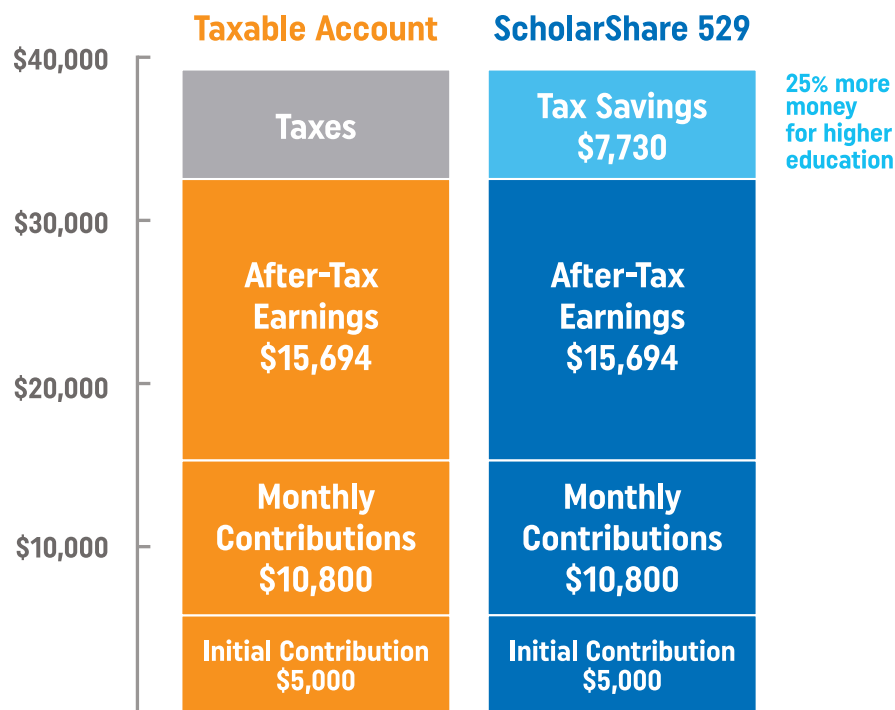 Taxable Account
ScholarShare 529
$40,000
$30,000
$20,000
$10,000
Taxes
After-Tax
Earnings
$15,694
Monthly
Contributions
$10,800
Initial Contribution
$5,000
Tax Savings
$7,730
After-Tax
Earnings
$15,694
Monthly
Contributions
$10,800
Initial Contribution
$5,000
25% more
money
for higher
education